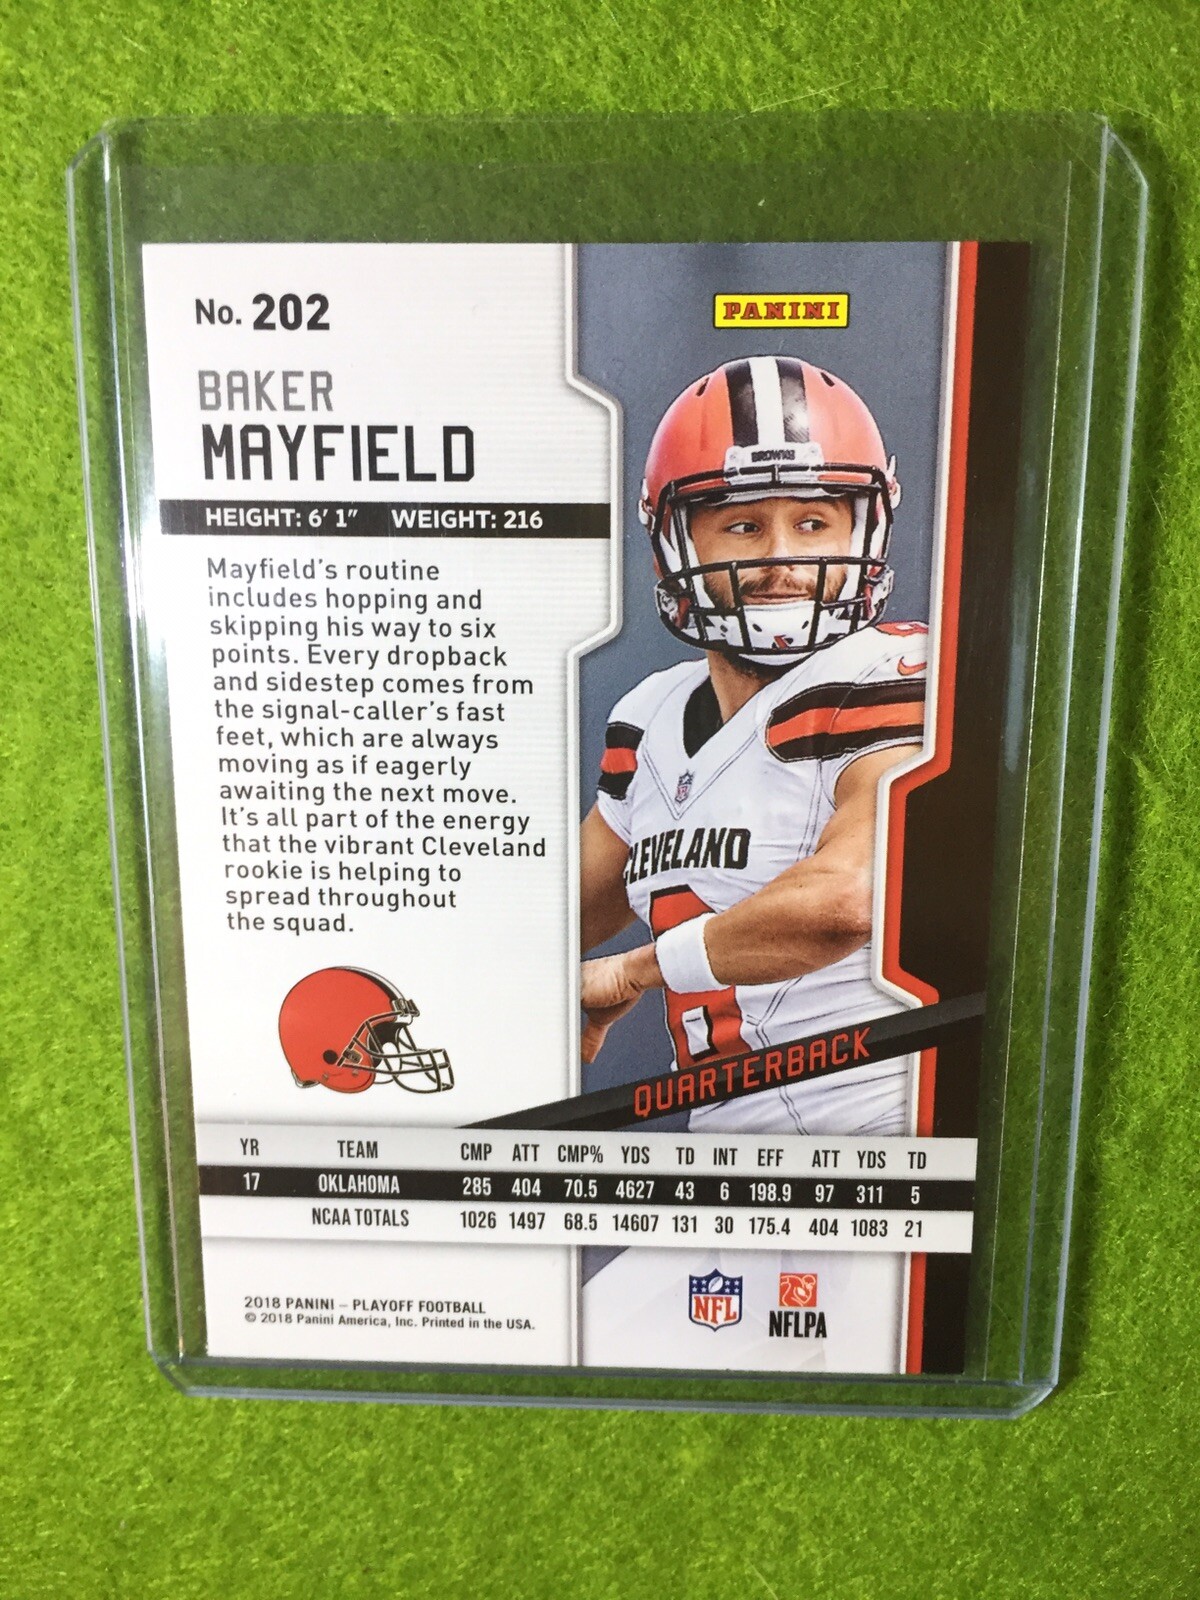 No. 202
PANINI
BAKER
MAYFIELD
HEIGHT: 6' 1" WEIGHT: 216
Mayfield's routine
includes hopping and
skipping his way to six
points. Every dropback
and sidestep comes from
the signal-caller's fast
feet, which are always
moving as if eagerly
awaiting the next move.
It's all part of the energy
that the vibrant Cleveland
rookie is helping to
spread throughout
the squad.
BROWNS
CLEVELAND
6
QUARTERBACK
YR TEAM CMP ATT CMP% YDS TD INT EFF ATT YDS TD
17 OKLAHOMA 285 404 70.5 4627 43 6 198.9 97 311 5
NCAA TOTALS 1026 1497 68.5 14607 131 30 175.4 404 1083 21
2018 PANINI – PLAYOFF FOOTBALL
© 2018 Panini America, Inc. Printed in the USA.
NFL
NFLPA